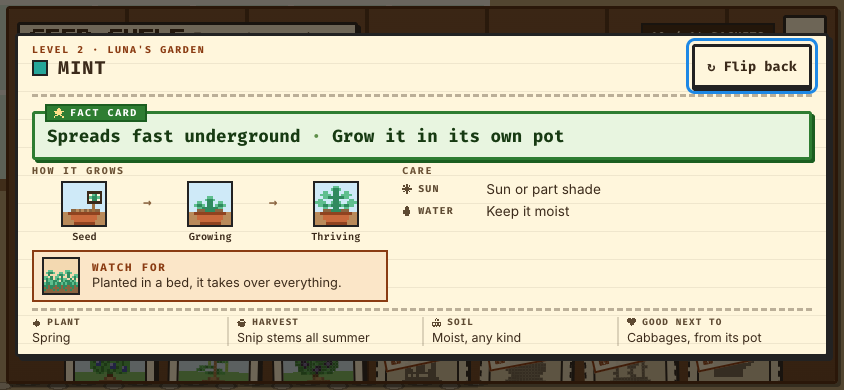 LEVEL 2 · LUNA'S GARDEN
MINT
↻ Flip back
FACT CARD
Spreads fast underground · Grow it in its own pot
HOW IT GROWS
→ →
Seed Growing Thriving
CARE
SUN Sun or part shade
WATER Keep it moist
WATCH FOR
Planted in a bed, it takes over everything.
PLANT
Spring
HARVEST
Snip stems all summer
SOIL
Moist, any kind
GOOD NEXT TO
Cabbages, from its pot